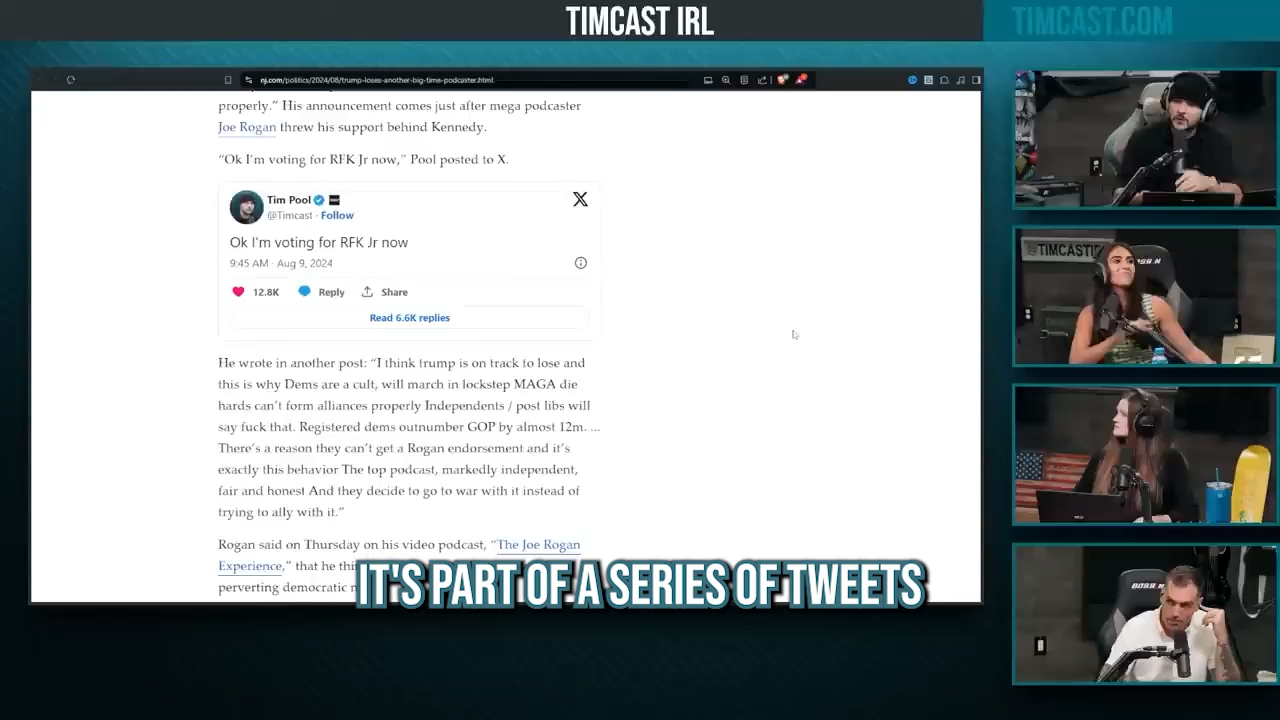 TIMCAST IRL
TIMCAST.COM
nj.com/politics/2024/08/trump-loses-another-big-time-podcaster.html
properly.” His announcement comes just after mega podcaster
Joe Rogan threw his support behind Kennedy.
“Ok I’m voting for RFK Jr now,” Pool posted to X.
Tim Pool
@Timcast · Follow
Ok I'm voting for RFK Jr now
9:45 AM · Aug 9, 2024
12.8K Reply Share
Read 6.6K replies
He wrote in another post: “I think trump is on track to lose and
this is why Dems are a cult, will march in lockstep MAGA die
hards can’t form alliances properly Independents / post libs will
say fuck that. Registered dems outnumber GOP by almost 12m. ...
There’s a reason they can’t get a Rogan endorsement and it’s
exactly this behavior The top podcast, markedly independent,
fair and honest And they decide to go to war with it instead of
trying to ally with it.”
Rogan said on Thursday on his video podcast, “The Joe Rogan
Experience,” that he
perverting democratic
IT'S PART OF A SERIES OF TWEETS
@TIMCAST
BOSS
BOSS